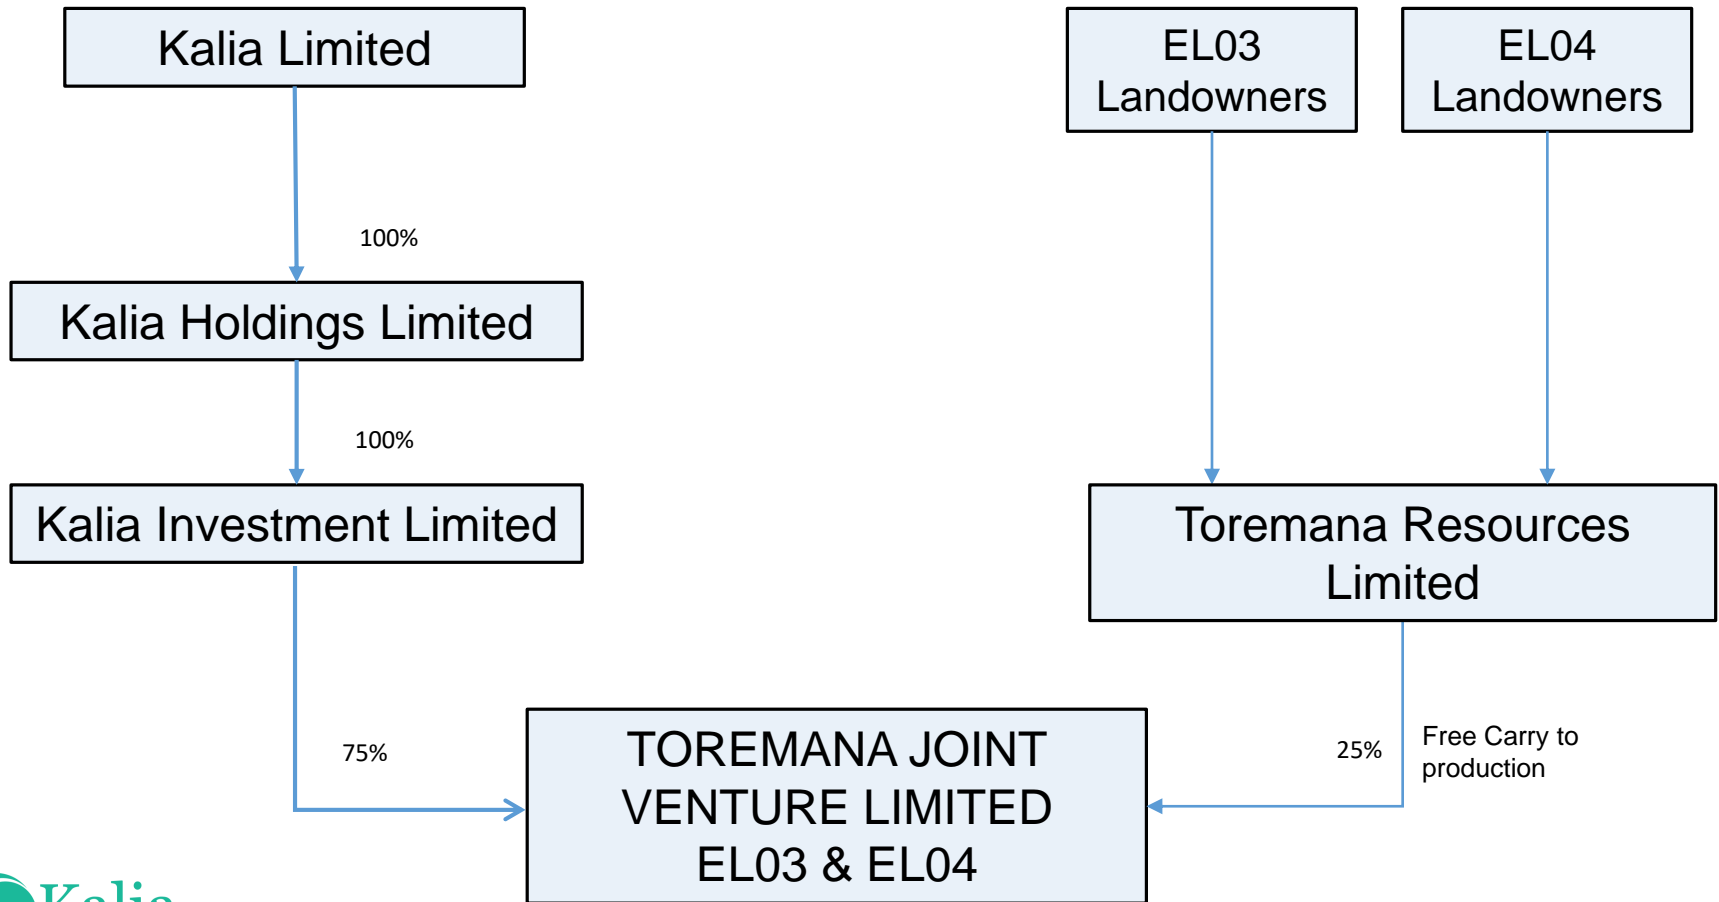 Kalia Limited
EL03
Landowners
EL04
Landowners
100%
Kalia Holdings Limited
100%
Kalia Investment Limited
Toremana Resources
Limited
75%
TOREMANA JOINT
VENTURE LIMITED
EL03 & EL04
25%
Free Carry to
production
Kalia